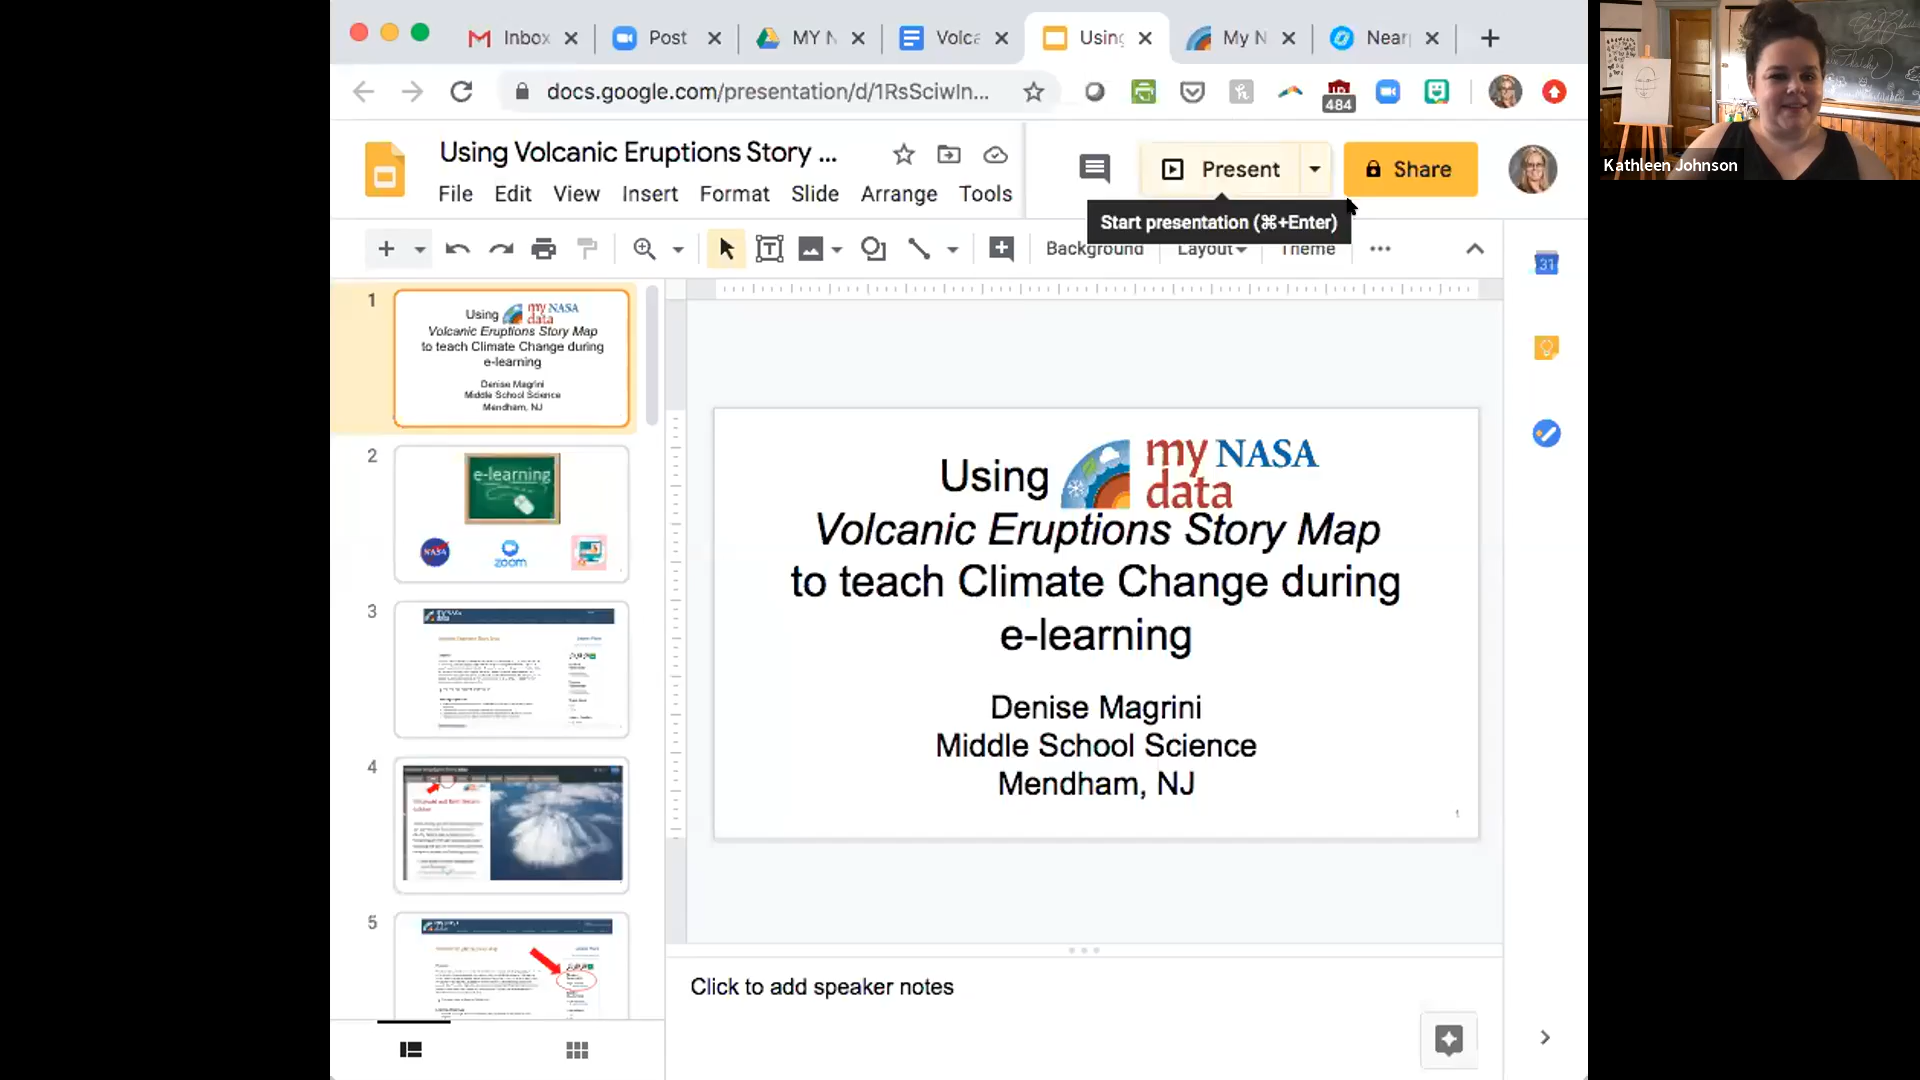 Inbox
Post
MY N
Volca
Using
My N
Near
docs.google.com/presentation/d/1RsSciwIn...
484
Using Volcanic Eruptions Story ...
File Edit View Insert Format Slide Arrange Tools
Present
Share
Start presentation (⌘+Enter)
Background Layout Theme
31
1
Using my NASA data
Volcanic Eruptions Story Map
to teach Climate Change during
e-learning
Denise Magrini
Middle School Science
Mendham, NJ
2
e-learning
NASA
zoom
3
4
5
Using my NASA
data
Volcanic Eruptions Story Map
to teach Climate Change during
e-learning
Denise Magrini
Middle School Science
Mendham, NJ
1
Click to add speaker notes
Kathleen Johnson